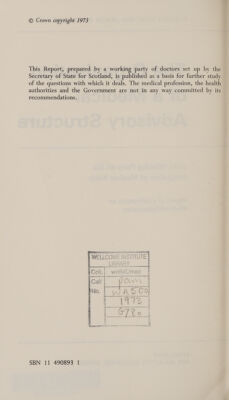 © Crown copyright 1973
This Report, prepared by a working party of doctors set up by the
Secretary of State for Scotland, is published as a basis for further study
of the questions with which it deals. The medical profession, the health
authorities and the Government are not in any way committed by its
recommendations.
WELLCOME INSTITUTE
LIBRARY
Coll. welMOmec
Call pam
No. WA500
1973
G78o
SBN 11 490893 1